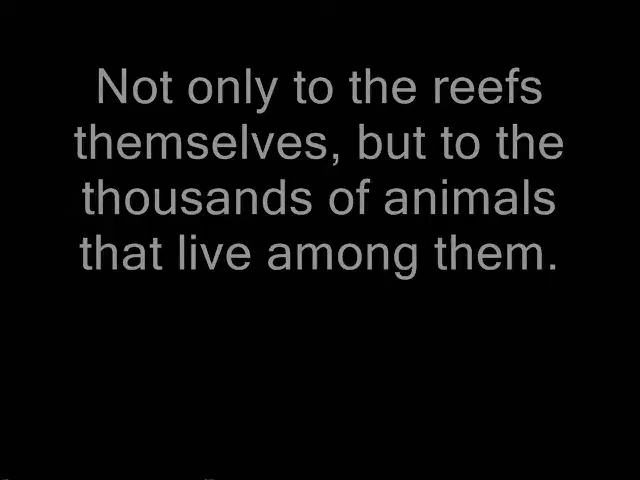 Not only to the reefs
themselves, but to the
thousands of animals
that live among them.